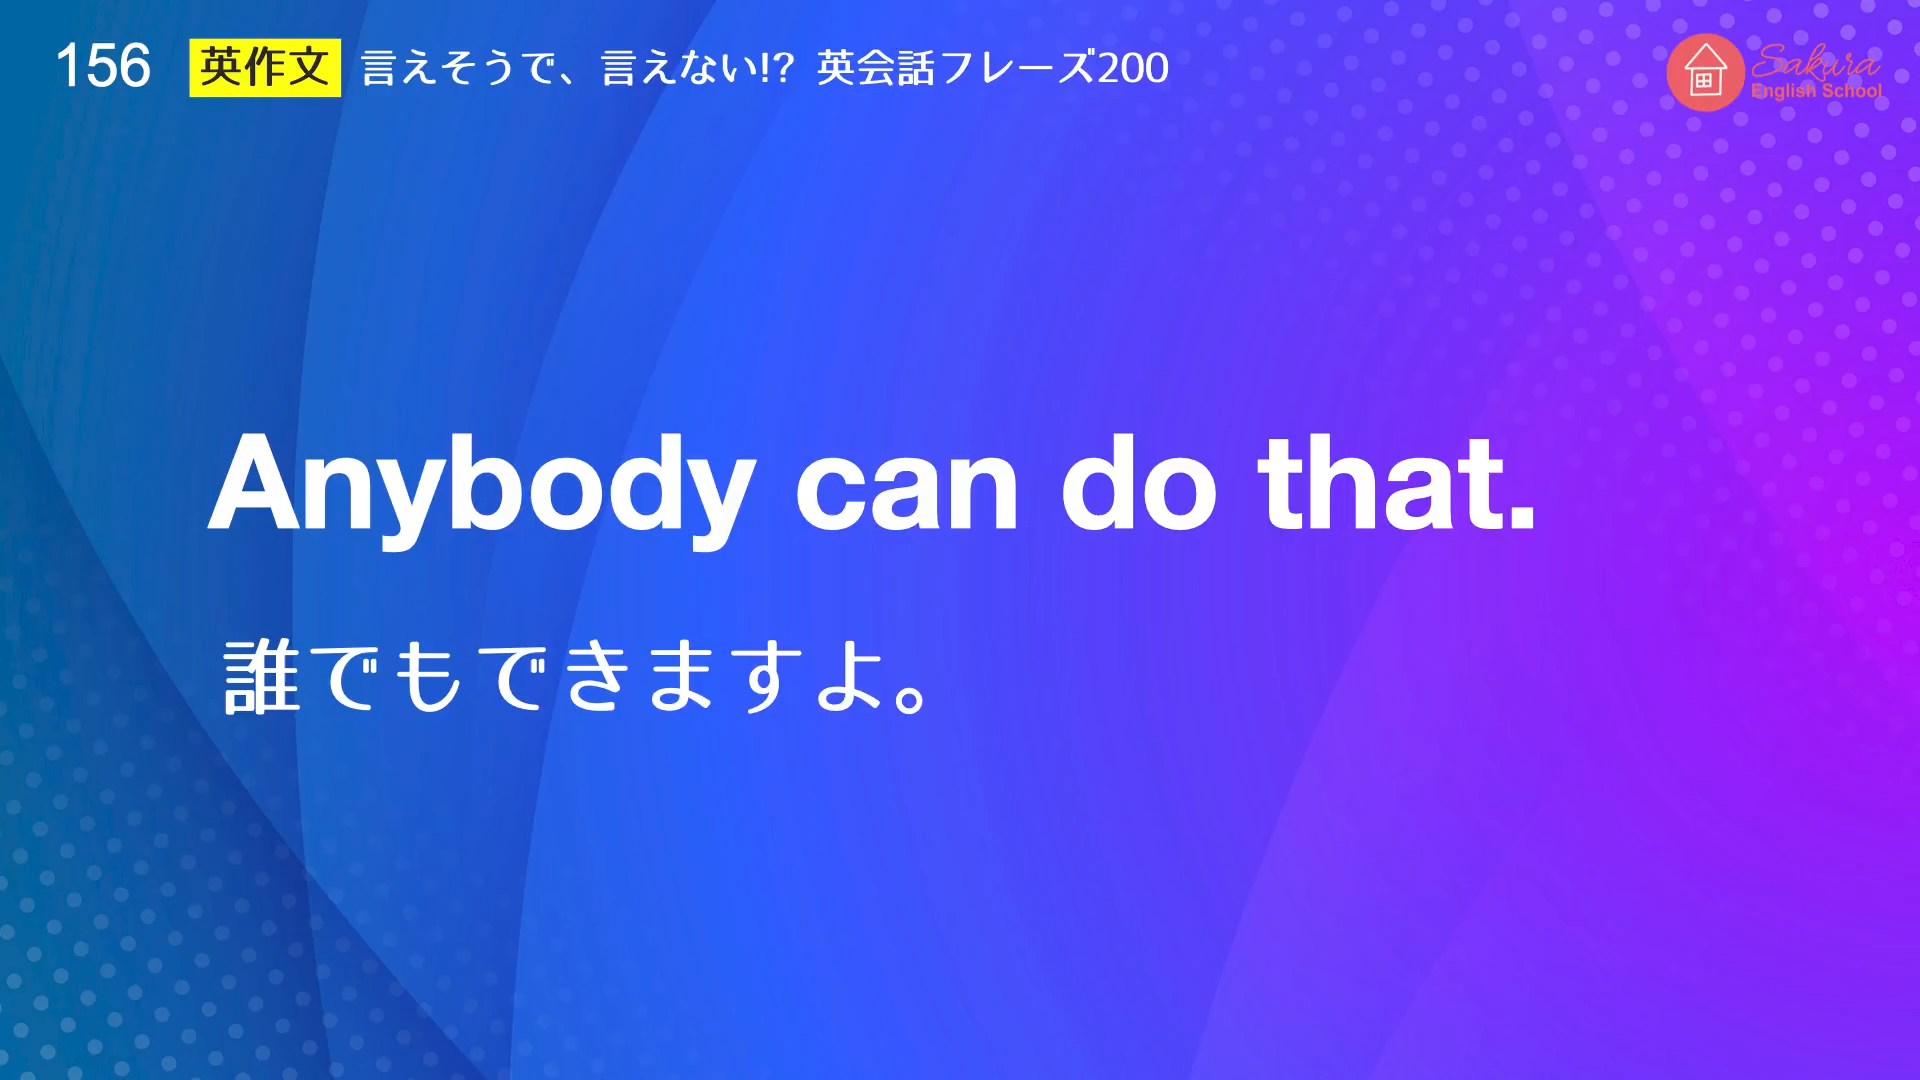 156 英作文 言えそうで、言えない!? 英会話フレーズ200
Sakura
English School
Anybody can do that.
誰でもできますよ。